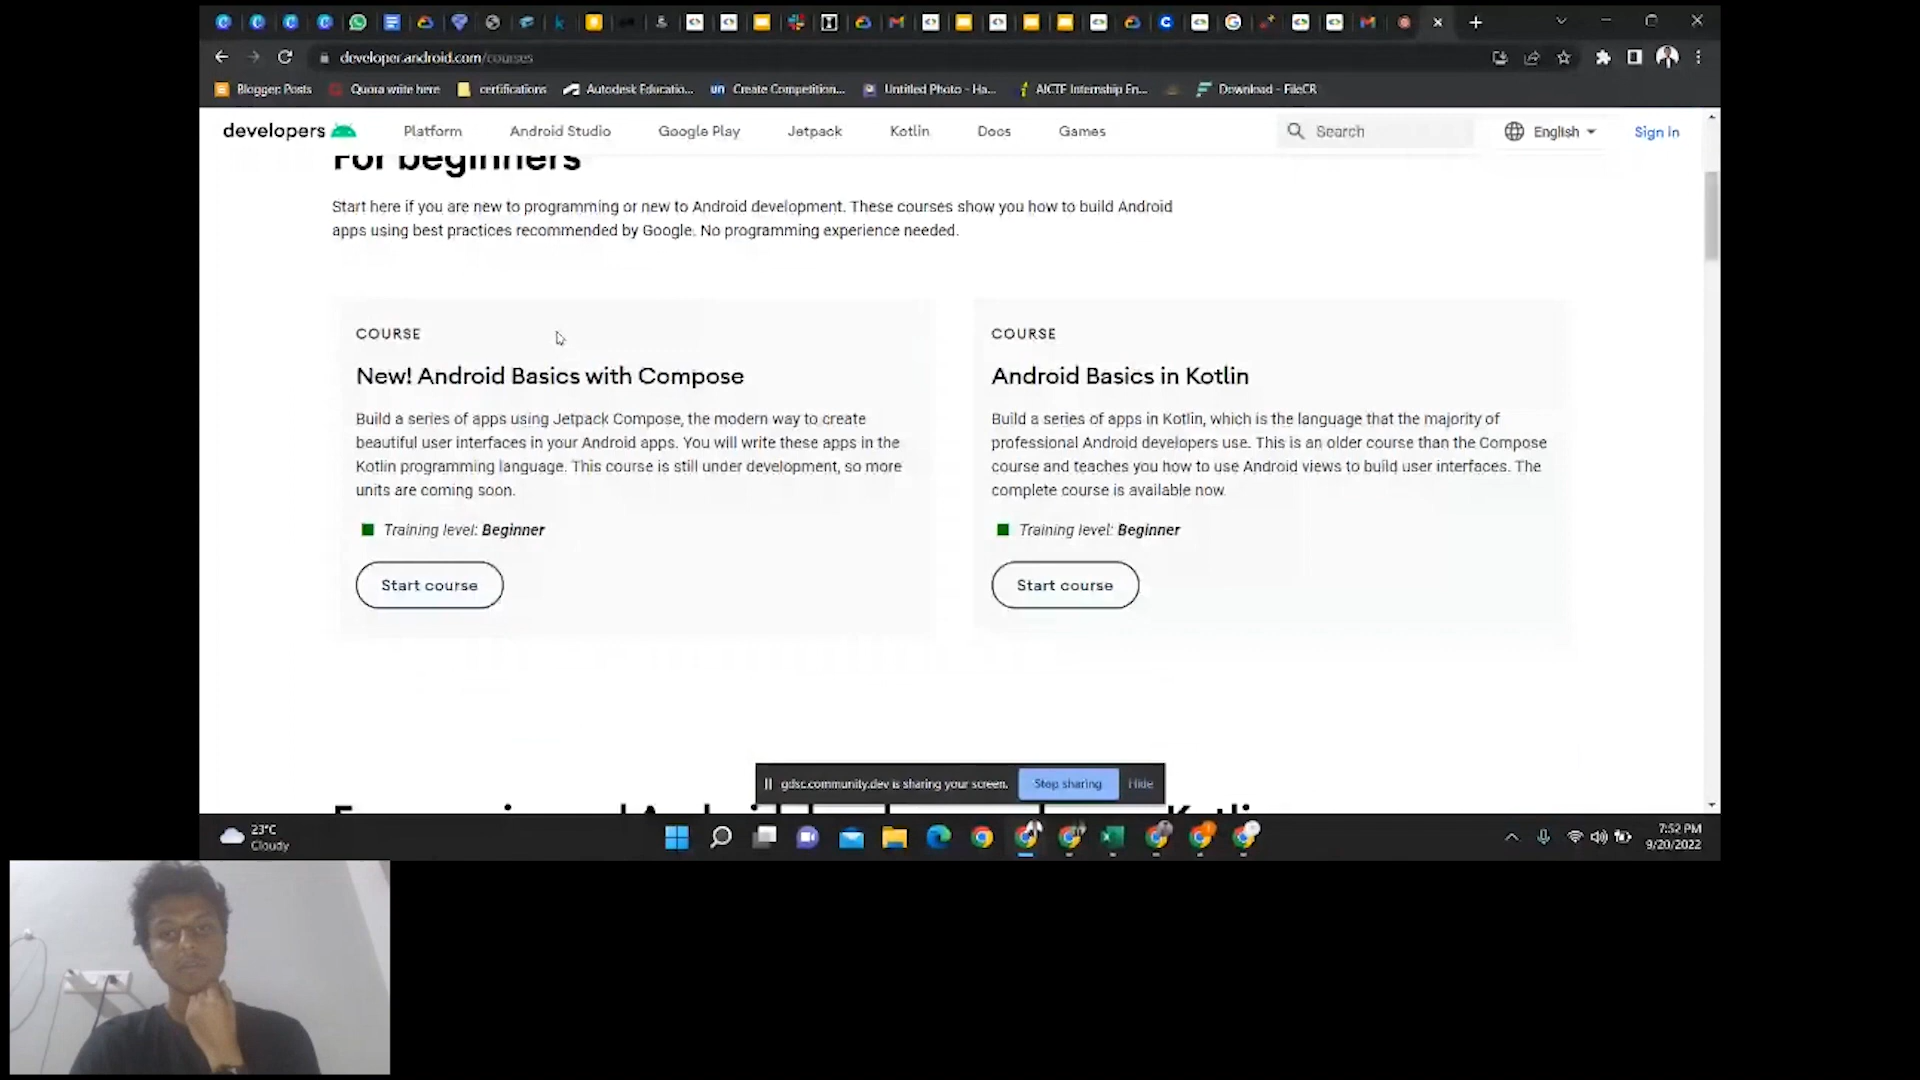 developer.android.com/courses
Blogger: Posts
Quora write here
certifications
Autodesk Educatio...
Create Competition...
Untitled Photo - Ha...
AICTE Internship En...
Download - FileCR
developers
Platform
Android Studio
Google Play
Jetpack
Kotlin
Docs
Games
Search
English
Sign in
For beginners
Start here if you are new to programming or new to Android development. These courses show you how to build Android
apps using best practices recommended by Google. No programming experience needed.
COURSE
New! Android Basics with Compose
Build a series of apps using Jetpack Compose, the modern way to create
beautiful user interfaces in your Android apps. You will write these apps in the
Kotlin programming language. This course is still under development, so more
units are coming soon.
Training level: Beginner
Start course
COURSE
Android Basics in Kotlin
Build a series of apps in Kotlin, which is the language that the majority of
professional Android developers use. This is an older course than the Compose
course and teaches you how to use Android views to build user interfaces. The
complete course is available now.
Training level: Beginner
Start course
gdsc.community.dev is sharing your screen.
Stop sharing
Hide
23°C
Cloudy
7:52 PM
9/20/2022